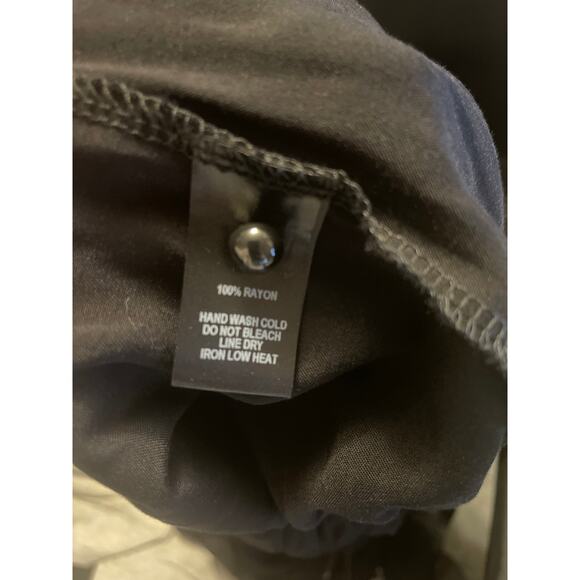 100% RAYON
HAND WASH COLD
DO NOT BLEACH
LINE DRY
IRON LOW HEAT